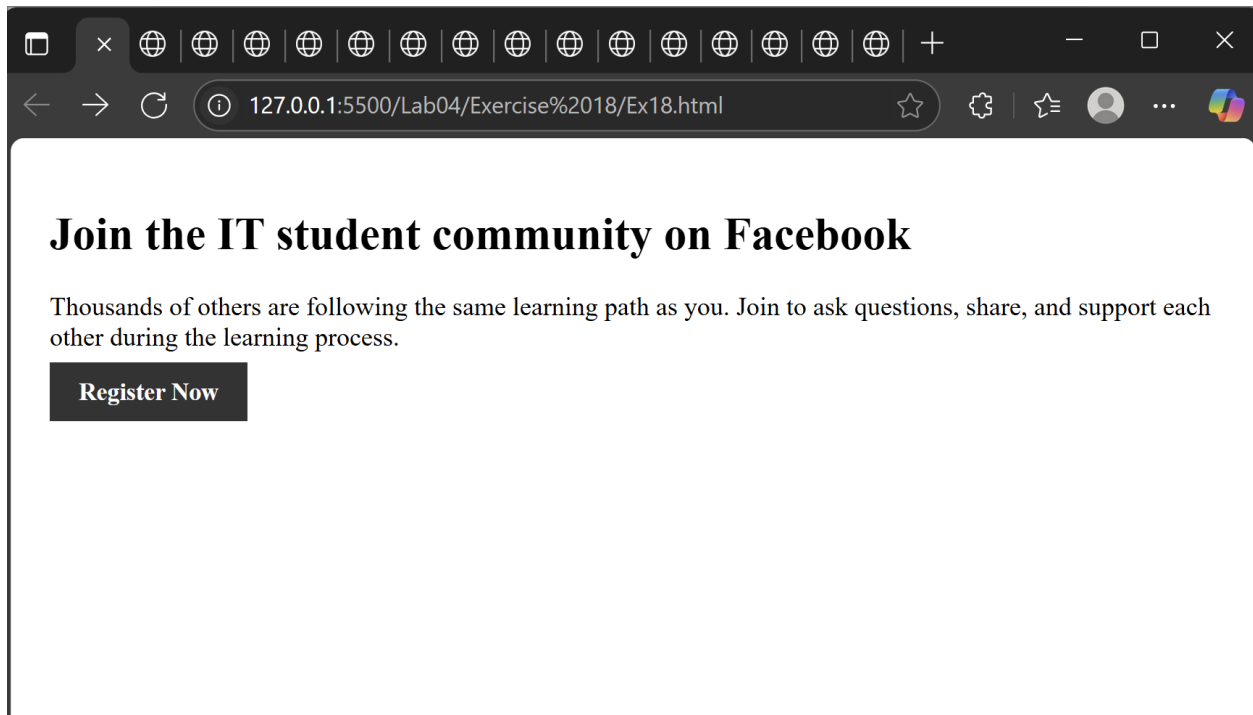 127.0.0.1:5500/Lab04/Exercise%2018/Ex18.html
Join the IT student community on Facebook
Thousands of others are following the same learning path as you. Join to ask questions, share, and support each
other during the learning process.
Register Now